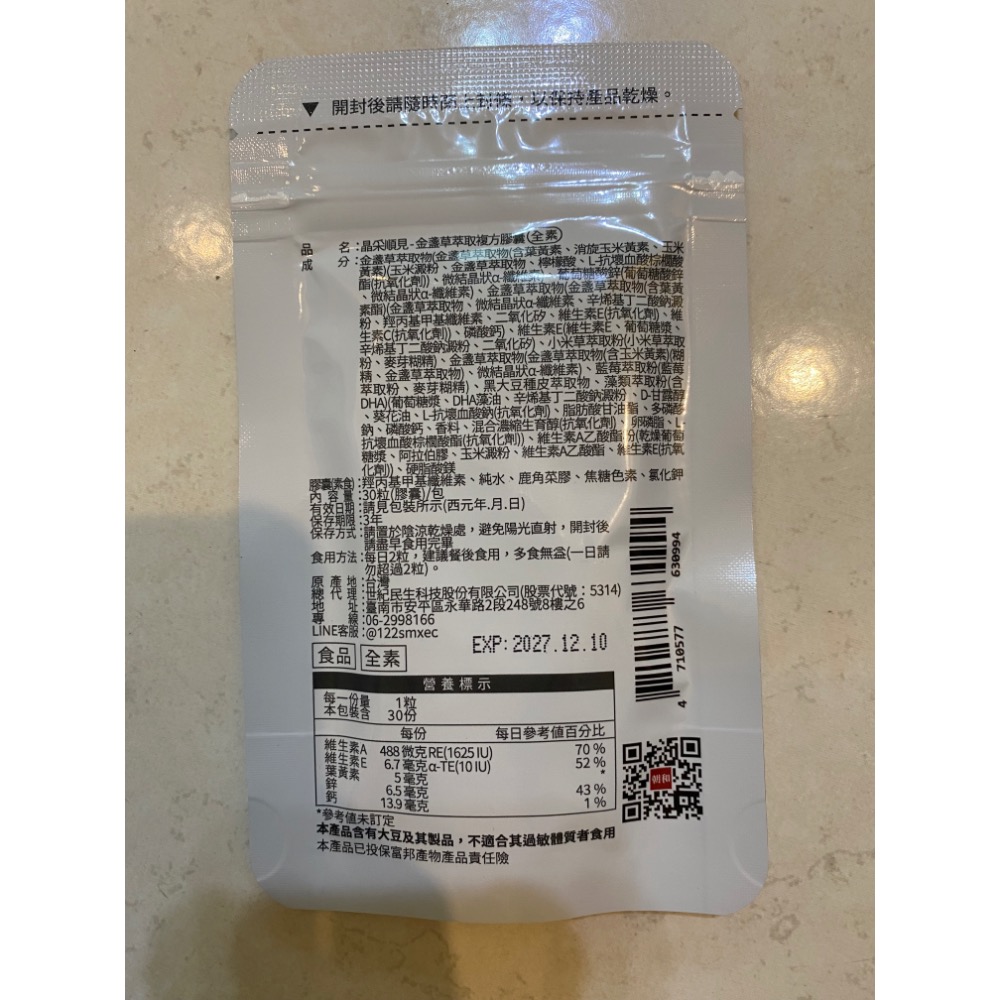 ▼ 開封後請隨時
產品乾燥。
品 名:晶采順見-金盞草萃取複方膠囊 全素
成 分:金盞草萃取物(金盞草萃取物(含葉黃素、消旋玉米黃素、玉米
黃素)(玉米澱粉、金盞草萃取物、檸檬酸、L-抗壞血酸棕櫚酸
酯(抗氧化劑))、微結晶狀α-纖維素)、葡萄糖酸鋅(葡萄糖酸鋅
、微結晶狀α-纖維素)、金盞草萃取物(金盞草萃取物(含葉黃
素酯)(金盞草萃取物、微結晶狀α-纖維素、辛烯基丁二酸鈉澱
粉、羥丙基甲基纖維素、二氧化矽、維生素E(抗氧化劑)、維
生素C(抗氧化劑))、磷酸鈣)、維生素E(維生素E、葡萄糖漿、
辛烯基丁二酸鈉澱粉、二氧化矽)、小米草萃取粉(小米草萃取
粉、麥芽糊精)、金盞草萃取物(金盞草萃取物(含玉米黃素)(糊
精、金盞草萃取物)、微結晶狀α-纖維素)、藍莓萃取粉(藍莓
萃取粉、麥芽糊精)、黑大豆種皮萃取物、藻類萃取粉(含
DHA)(葡萄糖漿、DHA藻油、辛烯基丁二酸鈉澱粉、D-甘露醇
、葵花油、L-抗壞血酸鈉(抗氧化劑)、脂肪酸甘油酯、多磷酸
鈉、磷酸鈣、香料、混合濃縮生育醇(抗氧化劑)、卵磷脂、L-
抗壞血酸棕櫚酸酯(抗氧化劑))、維生素A乙酸酯粉(乾燥葡萄
糖漿、阿拉伯膠、玉米澱粉、維生素A乙酸酯、維生素E(抗氧
化劑))、硬脂酸鎂
膠囊(素食):羥丙基甲基纖維素、純水、鹿角菜膠、焦糖色素、氯化鉀
內 容 量:30粒(膠囊)/包
有效日期:請見包裝所示(西元年.月.日)
保存期限:3年
保存方式:請置於陰涼乾燥處，避免陽光直射，開封後
請盡早食用完畢
食用方法:每日2粒，建議餐後食用，多食無益(一日請
勿超過2粒)。
原 產 地:台灣
總 代 理:世紀民生科技股份有限公司(股票代號：5314)
地 址:臺南市安平區永華路2段248號8樓之6
專 線:06-2998166
LINE客服:@122smxec
EXP:2027.12.10
食品 全素
營養標示
每一份量 1粒
本包裝含 30份
每份 每日參考值百分比
維生素A 488微克RE(1625 IU) 70 %
維生素E 6.7毫克α-TE(10 IU) 52 %
葉黃素 5毫克 *
鋅 6.5毫克 43 %
鈣 13.9毫克 1 %
*參考值未訂定
本產品含有大豆及其製品，不適合其過敏體質者食用
本產品已投保富邦產物產品責任險
4 710577 630994
朝和